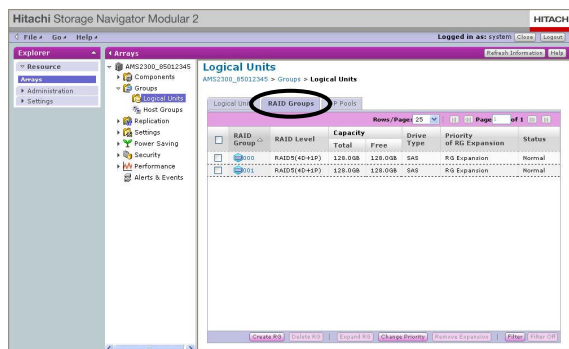 Hitachi Storage Navigator Modular 2
HITACH
File Go Help
Logged in as: system Close Logout
Explorer
Arrays
Refresh Information Help
Resource
Arrays
Administration
Settings
AMS2300_85012345
Components
Groups
Logical Units
Host Groups
Replication
Settings
Power Saving
Security
Performance
Alerts & Events
Logical Units
AMS2300_85012345 > Groups > Logical Units
Logical Uni
RAID Groups
P Pools
Rows/Page: 25 Page 1 of 1
RAID Group RAID Level Capacity Drive Type Priority of RG Expansion Status
Total Free
000 RAID5(4D+1P) 128.0GB 128.0GB SAS RG Expansion Normal
001 RAID5(4D+1P) 128.0GB 128.0GB SAS RG Expansion Normal
Create RG Delete RG Expand RG Change Priority Remove Expansion Filter Filter Off